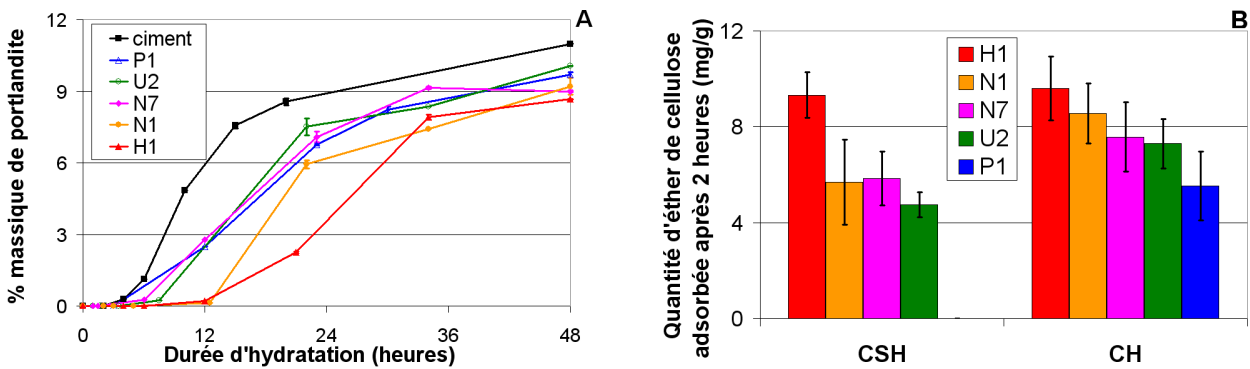 A
% massique de portlandite
12
9
6
3
0
ciment
P1
U2
N7
N1
H1
0
12
24
36
48
Durée d'hydratation (heures)
B
Quantité d'éther de cellulose
adsorbée après 2 heures (mg/g)
12
8
4
0
H1
N1
N7
U2
P1
CSH
CH